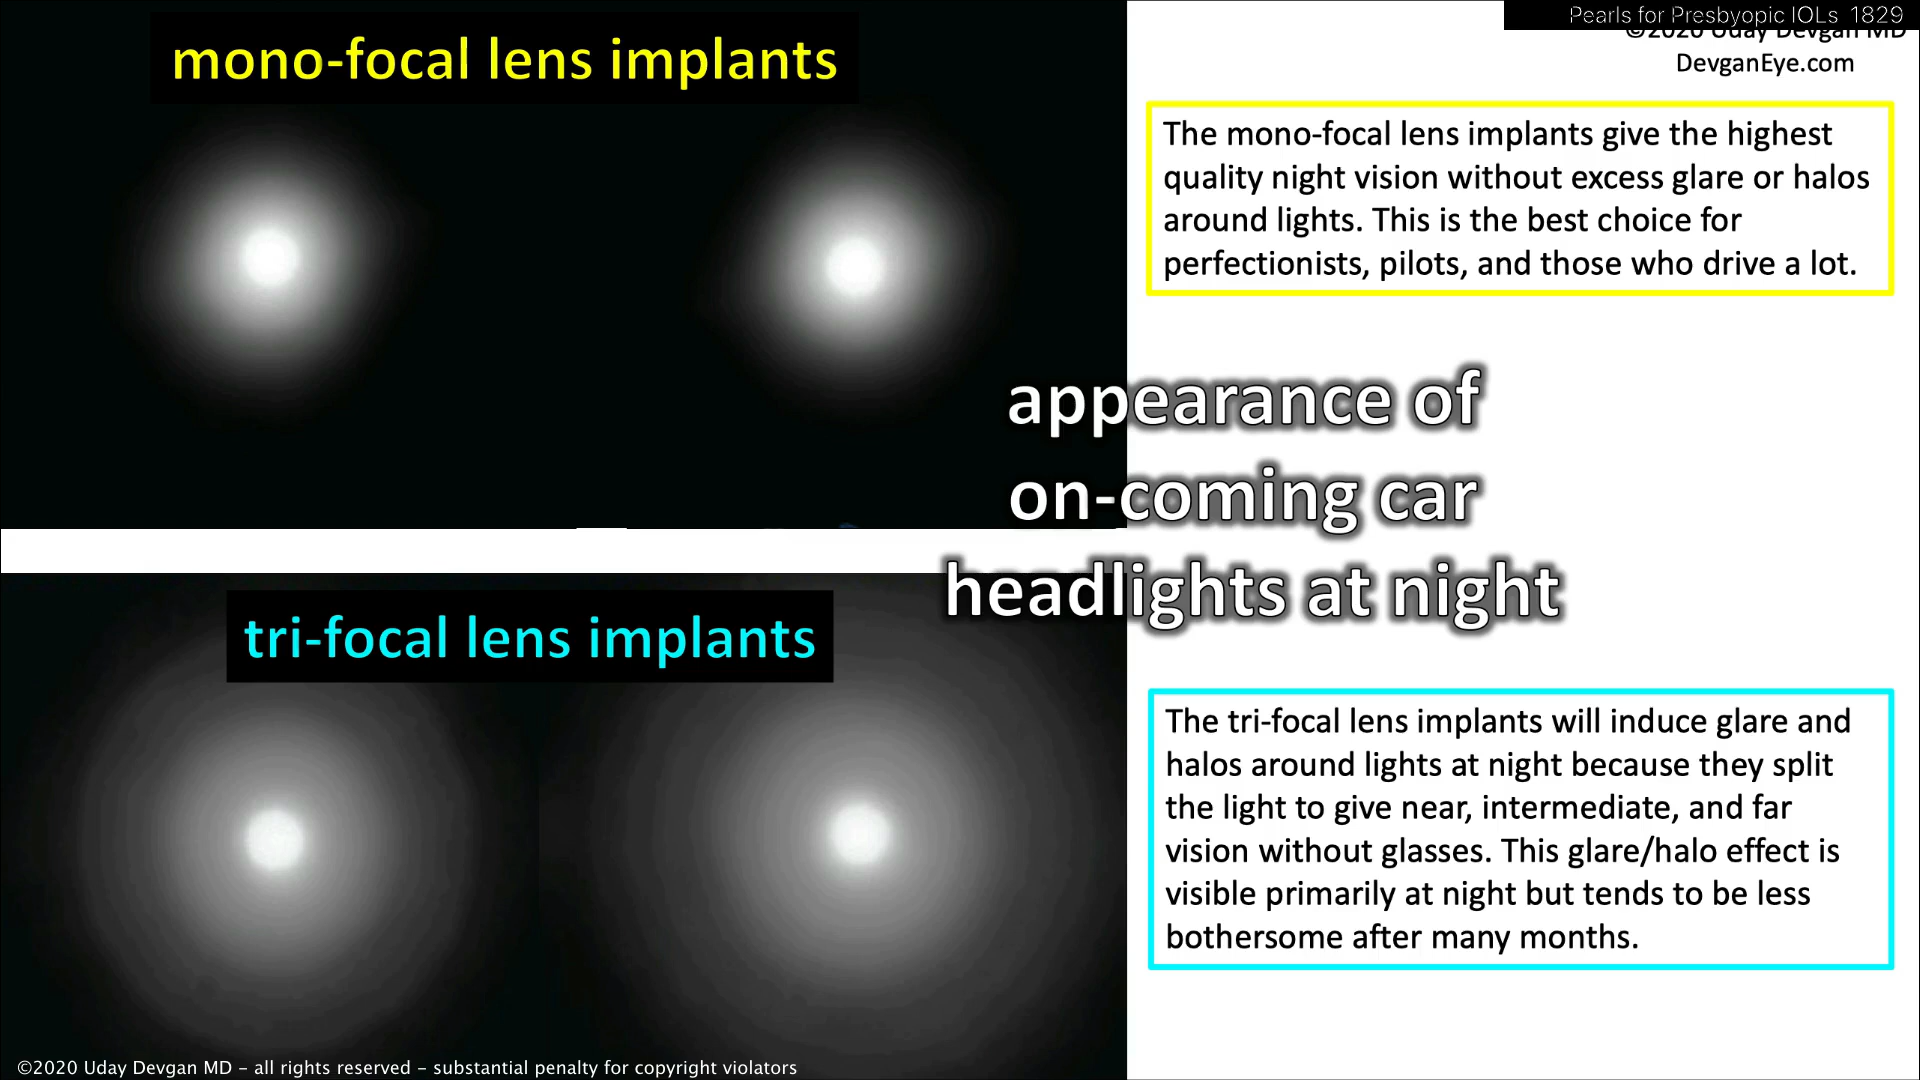 mono-focal lens implants
Pearls for Presbyopic IOLs 1829
©2020 Uday Devgan MD
DevganEye.com
The mono-focal lens implants give the highest
quality night vision without excess glare or halos
around lights. This is the best choice for
perfectionists, pilots, and those who drive a lot.
appearance of
on-coming car
headlights at night
tri-focal lens implants
The tri-focal lens implants will induce glare and
halos around lights at night because they split
the light to give near, intermediate, and far
vision without glasses. This glare/halo effect is
visible primarily at night but tends to be less
bothersome after many months.
©2020 Uday Devgan MD – all rights reserved – substantial penalty for copyright violators